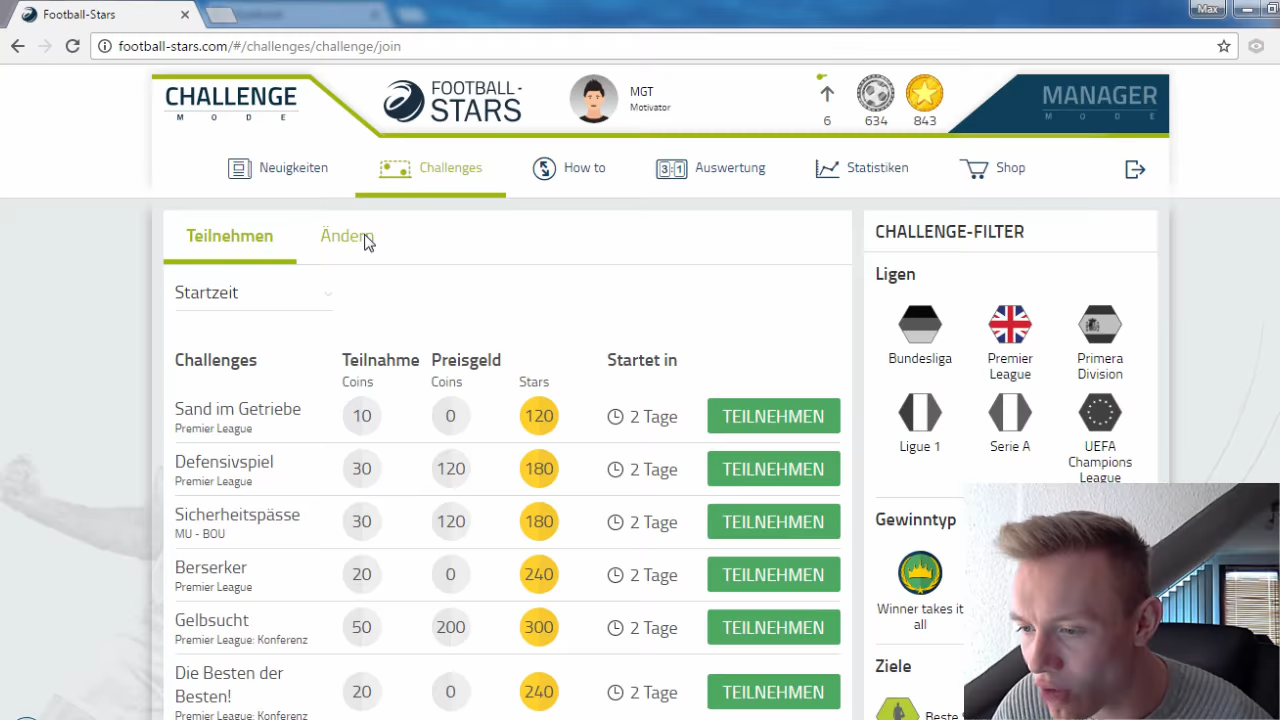 Football-Stars
Max
football-stars.com/#/challenges/challenge/join
CHALLENGE
MODE
FOOTBALL-
STARS
MGT
Motivator
6
634
843
MANAGER
MODE
Neuigkeiten
Challenges
How to
3:1
Auswertung
Statistiken
Shop
Teilnehmen
Ändern
Startzeit
Challenges
Teilnahme
Preisgeld
Startet in
Coins
Coins
Stars
Sand im Getriebe
Premier League
10
0
120
2 Tage
TEILNEHMEN
Defensivspiel
Premier League
30
120
180
2 Tage
TEILNEHMEN
Sicherheitspässe
MU - BOU
30
120
180
2 Tage
TEILNEHMEN
Berserker
Premier League
20
0
240
2 Tage
TEILNEHMEN
Gelbsucht
Premier League: Konferenz
50
200
300
2 Tage
TEILNEHMEN
Die Besten der
Besten!
Premier League: Konferenz
20
0
240
2 Tage
TEILNEHMEN
CHALLENGE-FILTER
Ligen
Bundesliga
Premier
League
Primera
Division
Ligue 1
Serie A
UEFA
Champions
League
Gewinntyp
Winner takes it
all
Ziele
Beste